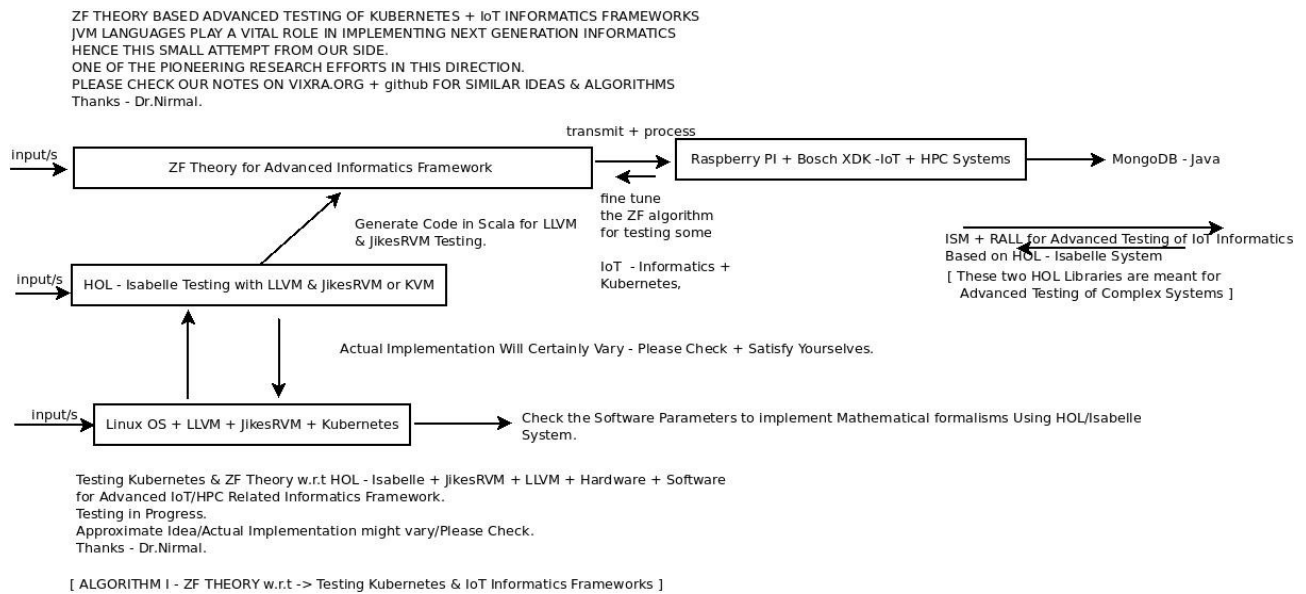 ZF THEORY BASED ADVANCED TESTING OF KUBERNETES + IoT INFORMATICS FRAMEWORKS
JVM LANGUAGES PLAY A VITAL ROLE IN IMPLEMENTING NEXT GENERATION INFORMATICS
HENCE THIS SMALL ATTEMPT FROM OUR SIDE.
ONE OF THE PIONEERING RESEARCH EFFORTS IN THIS DIRECTION.
PLEASE CHECK OUR NOTES ON VIXRA.ORG + github FOR SIMILAR IDEAS & ALGORITHMS
Thanks - Dr.Nirmal.
transmit + process
input/s
ZF Theory for Advanced Informatics Framework
Raspberry PI + Bosch XDK -IoT + HPC Systems
MongoDB - Java
fine tune
the ZF algorithm
for testing some
IoT - Informatics +
Kubernetes,
Generate Code in Scala for LLVM
& JikesRVM Testing.
ISM + RALL for Advanced Testing of IoT Informatics
Based on HOL - Isabelle System
[ These two HOL Libraries are meant for
Advanced Testing of Complex Systems ]
input/s
HOL - Isabelle Testing with LLVM & JikesRVM or KVM
Actual Implementation Will Certainly Vary - Please Check + Satisfy Yourselves.
input/s
Linux OS + LLVM + JikesRVM + Kubernetes
Check the Software Parameters to implement Mathematical formalisms Using HOL/Isabelle
System.
Testing Kubernetes & ZF Theory w.r.t HOL - Isabelle + JikesRVM + LLVM + Hardware + Software
for Advanced IoT/HPC Related Informatics Framework.
Testing in Progress.
Approximate Idea/Actual Implementation might vary/Please Check.
Thanks - Dr.Nirmal.
[ ALGORITHM I - ZF THEORY w.r.t -> Testing Kubernetes & IoT Informatics Frameworks ]